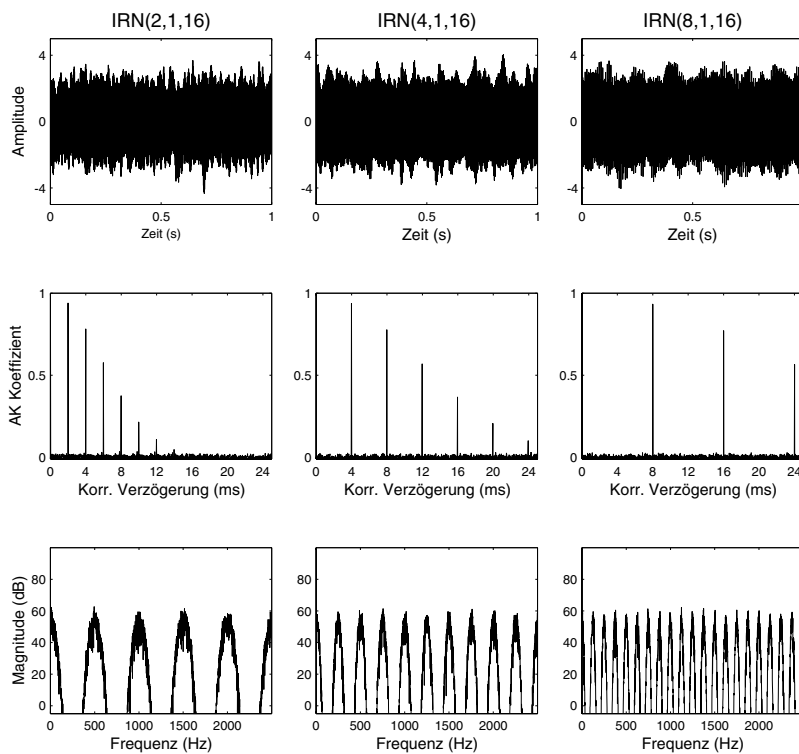 IRN(2,1,16) IRN(4,1,16) IRN(8,1,16)
Amplitude
4
0
-4
0 0.5 1
Zeit (s)
4
0
-4
0 0.5 1
Zeit (s)
4
0
-4
0 0.5
Zeit (s)
AK Koeffizient
1
0.5
0
0 4 8 12 16 20 24
Korr. Verzögerung (ms)
1
0.5
0
0 4 8 12 16 20 24
Korr. Verzögerung (ms)
1
0.5
0
0 4 8 12 16 20 24
Korr. Verzögerung (ms)
Magnitude (dB)
80
60
40
20
0
0 500 1000 1500 2000
Frequenz (Hz)
80
60
40
20
0
0 500 1000 1500 2000
Frequenz (Hz)
80
60
40
20
0
0 500 1000 1500 2000
Frequenz (Hz)